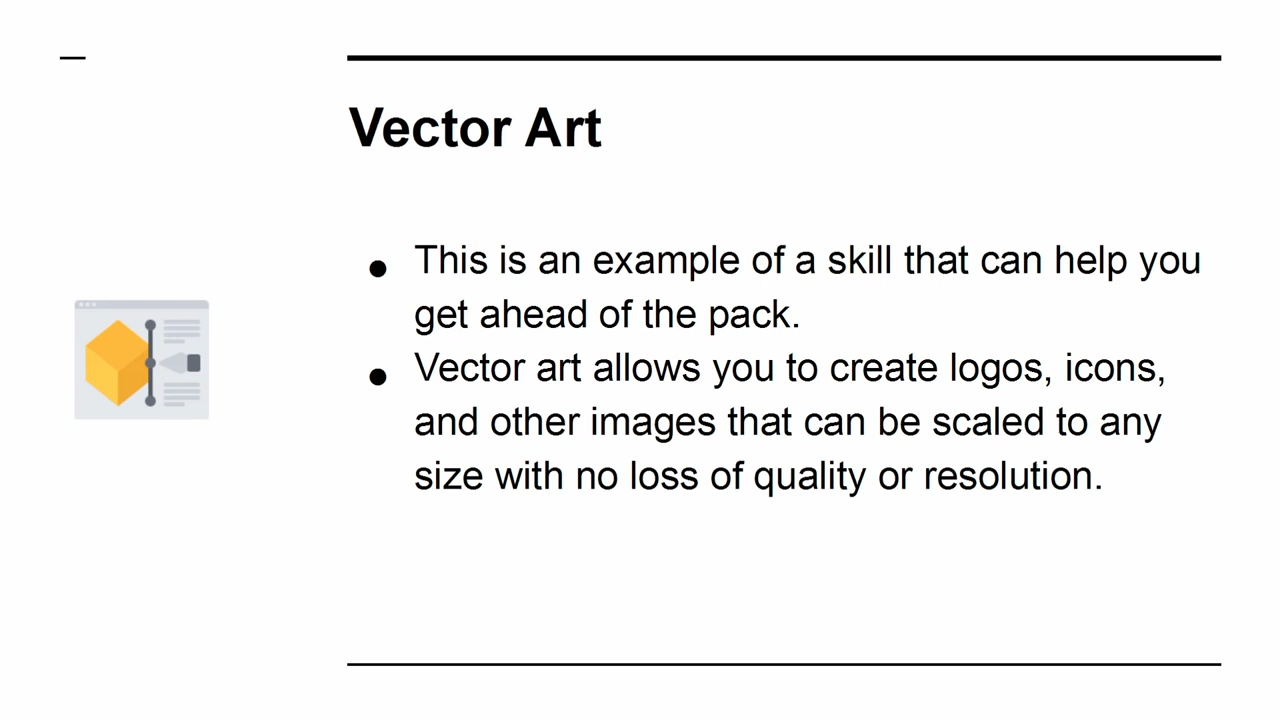 Vector Art
● This is an example of a skill that can help you
get ahead of the pack.
● Vector art allows you to create logos, icons,
and other images that can be scaled to any
size with no loss of quality or resolution.